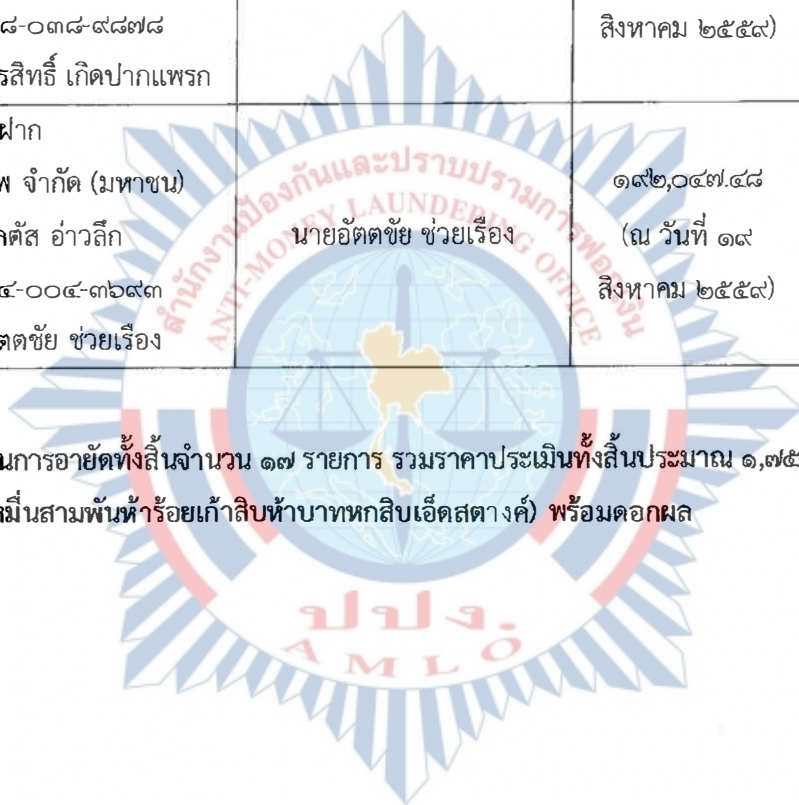 ๘-๐๓๘-๙๘๗๘
รสิทธิ์ เกิดปากแพรก
สิงหาคม ๒๕๕๙)
ฝาก
พ จำกัด (มหาชน)
ลตัส อ่าวลึก
๔-๐๐๔-๓๖๙๓
ตตชัย ช่วยเรือง
นายอัตตชัย ช่วยเรือง
๑๙๒,๐๔๗.๔๘
(ณ วันที่ ๑๙
สิงหาคม ๒๕๕๙)
สำนักงานป้องกันและปราบปรามการฟอกเงิน
ANTI-MONEY LAUNDERING OFFICE
นการอายัดทั้งสิ้นจำนวน ๑๗ รายการ รวมราคาประเมินทั้งสิ้นประมาณ ๑,๗๕
หมื่นสามพันห้าร้อยเก้าสิบห้าบาทหกสิบเอ็ดสตางค์) พร้อมดอกผล
ปปง.
AMLO